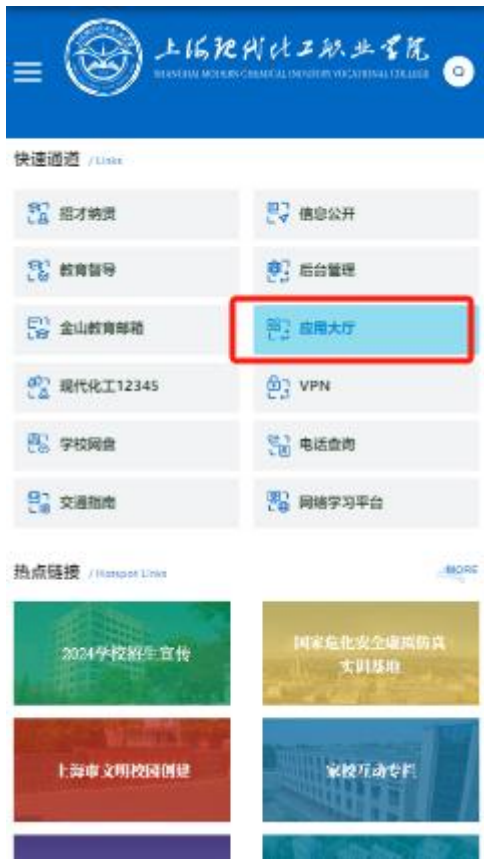 上海现代化工职业学院
SHANGHAI MODERN CHEMICAL INDUSTRY VOCATIONAL COLLEGE
快速通道 / Links
招才纳贤
信息公开
教育督导
后台管理
金山教育邮箱
应用大厅
现代化工12345
VPN
学校网盘
电话查询
交通指南
网络学习平台
热点链接 / Hotspot Links
MORE
2024学校招生宣传
国家危化安全虚拟仿真
实训基地
上海市文明校园创建
家校互动专栏